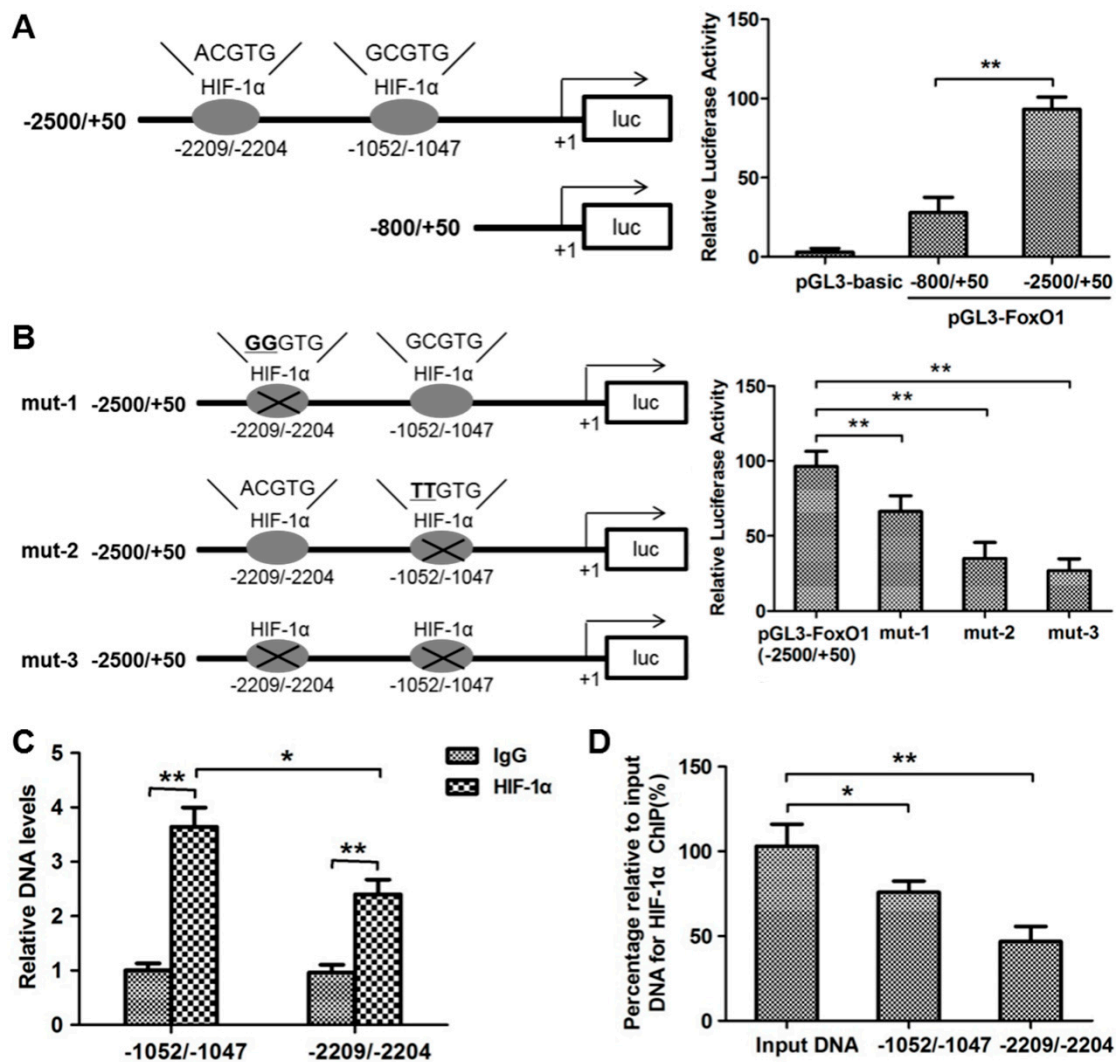 A
ACGTG
GCGTG
HIF-1α
HIF-1α
-2500/+50
luc
-2209/-2204
-1052/-1047
+1
-800/+50
luc
+1
Relative Luciferase Activity
150
100
50
0
**
pGL3-basic
-800/+50
-2500/+50
pGL3-FoxO1
B
GGGTG
GCGTG
HIF-1α
HIF-1α
mut-1
-2500/+50
luc
-2209/-2204
-1052/-1047
+1
ACGTG
TTGTG
HIF-1α
HIF-1α
mut-2
-2500/+50
luc
-2209/-2204
-1052/-1047
+1
HIF-1α
HIF-1α
mut-3
-2500/+50
luc
-2209/-2204
-1052/-1047
+1
Relative Luciferase Activity
150
100
50
0
**
**
**
pGL3-FoxO1
(-2500/+50)
mut-1
mut-2
mut-3
C
Relative DNA levels
5
4
3
2
1
0
**
*
**
IgG
HIF-1α
-1052/-1047
-2209/-2204
D
Percentage relative to input
DNA for HIF-1α ChIP(%)
150
100
50
0
**
*
Input DNA
-1052/-1047
-2209/-2204